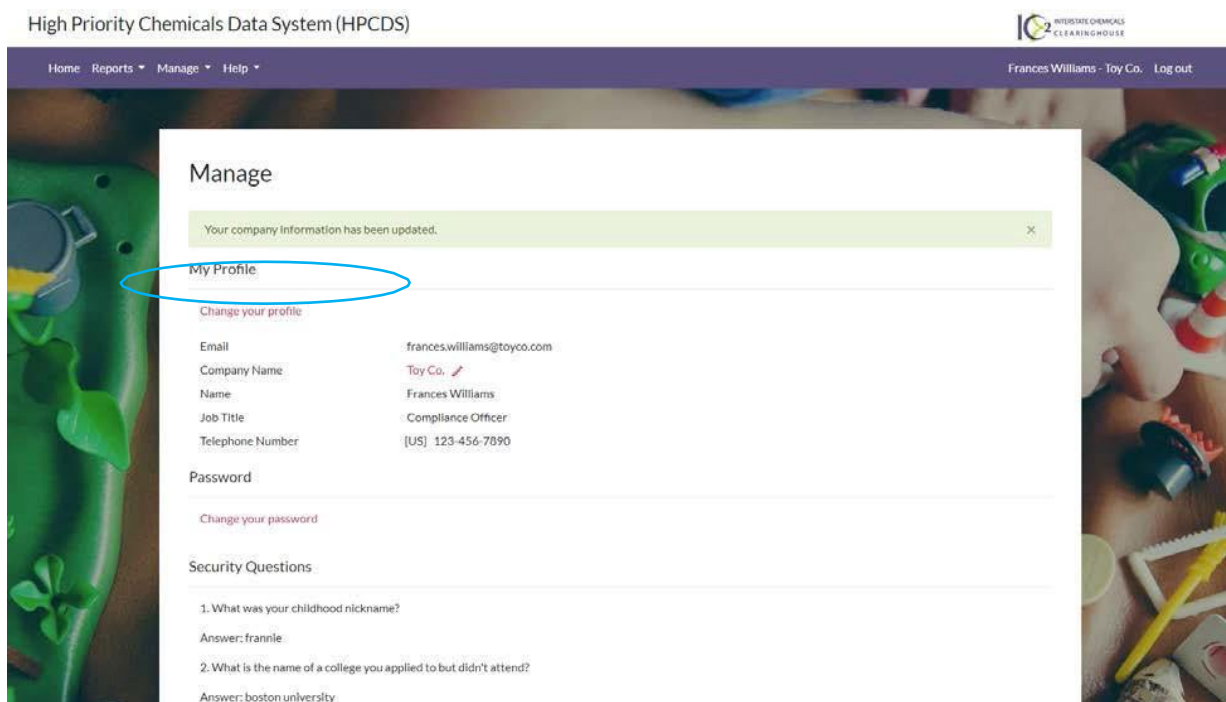 High Priority Chemicals Data System (HPCDS)
IC2 INTERSTATE CHEMICALS
CLEARINGHOUSE
Home Reports Manage Help Frances Williams - Toy Co. Log out
Manage
Your company information has been updated. ×
My Profile
Change your profile
Email frances.williams@toyco.com
Company Name Toy Co.
Name Frances Williams
Job Title Compliance Officer
Telephone Number [US] 123-456-7890
Password
Change your password
Security Questions
1. What was your childhood nickname?
Answer: frannie
2. What is the name of a college you applied to but didn't attend?
Answer: boston university